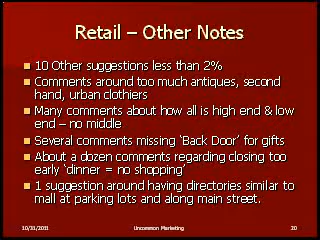 Retail – Other Notes
10 Other suggestions less than 2%
Comments around too much antiques, second
hand, urban clothiers
Many comments about how all is high end & low
end – no middle
Several comments missing ‘Back Door’ for gifts
About a dozen comments regarding closing too
early ‘dinner = no shopping’
1 suggestion around having directories similar to
mall at parking lots and along main street.
10/31/2011 Uncommon Marketing 20